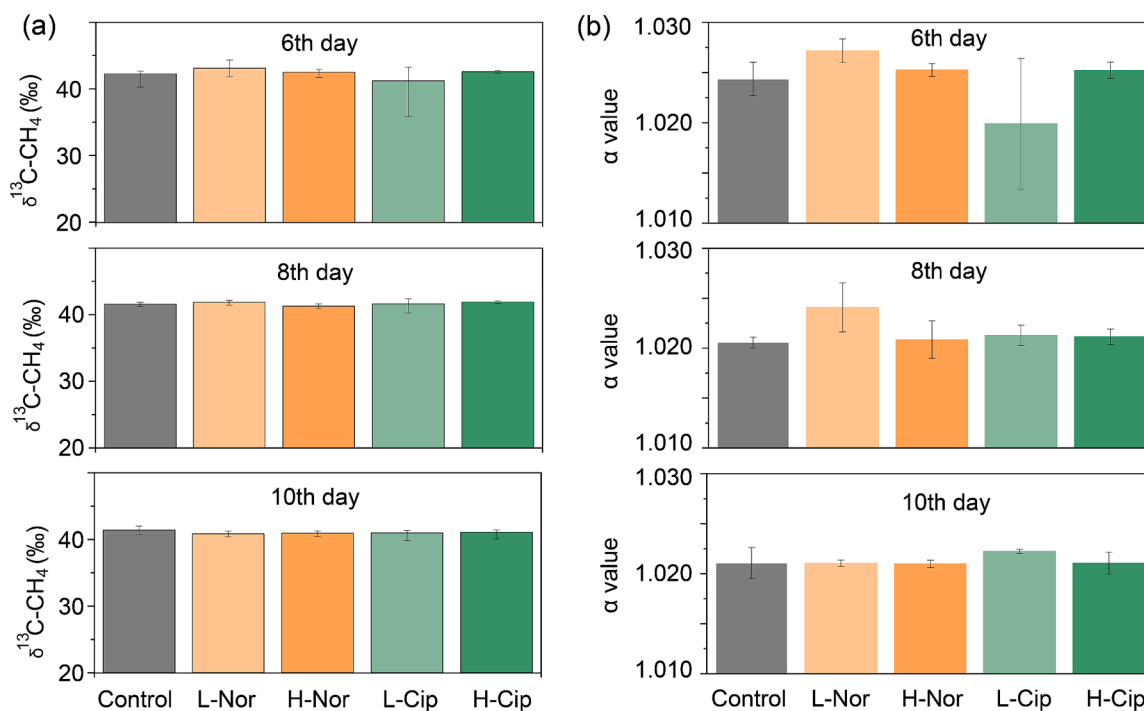 (a)
6th day
δ¹³C-CH₄ (‰)
40
30
20
8th day
δ¹³C-CH₄ (‰)
40
30
20
10th day
δ¹³C-CH₄ (‰)
40
30
20
Control L-Nor H-Nor L-Cip H-Cip
(b)
6th day
α value
1.030
1.020
1.010
8th day
α value
1.030
1.020
1.010
10th day
α value
1.030
1.020
1.010
Control L-Nor H-Nor L-Cip H-Cip